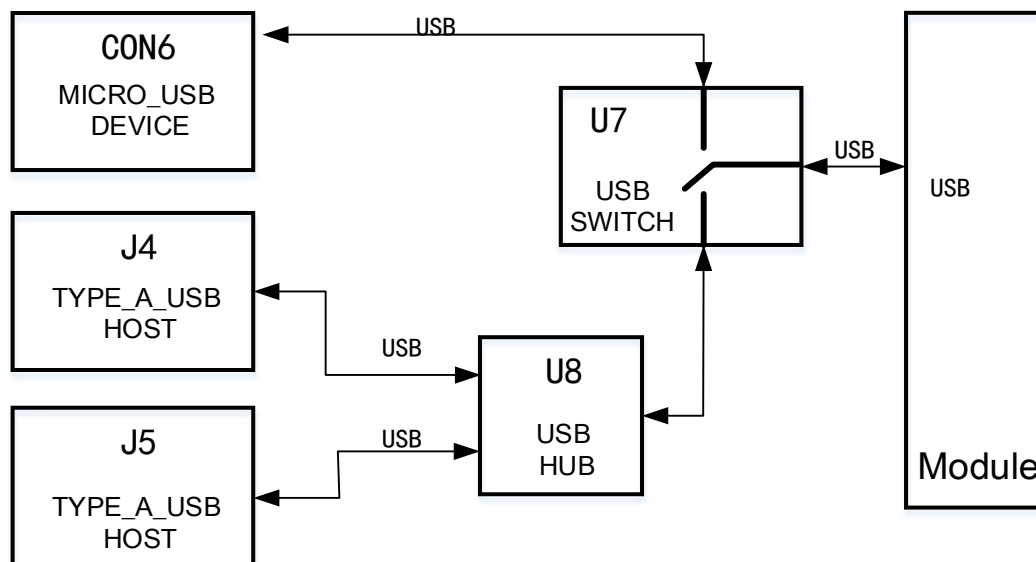 USB
CON6
MICRO_USB
DEVICE
U7
USB
SWITCH
USB
USB
J4
TYPE_A_USB
HOST
USB
U8
USB
HUB
J5
TYPE_A_USB
HOST
USB
Module